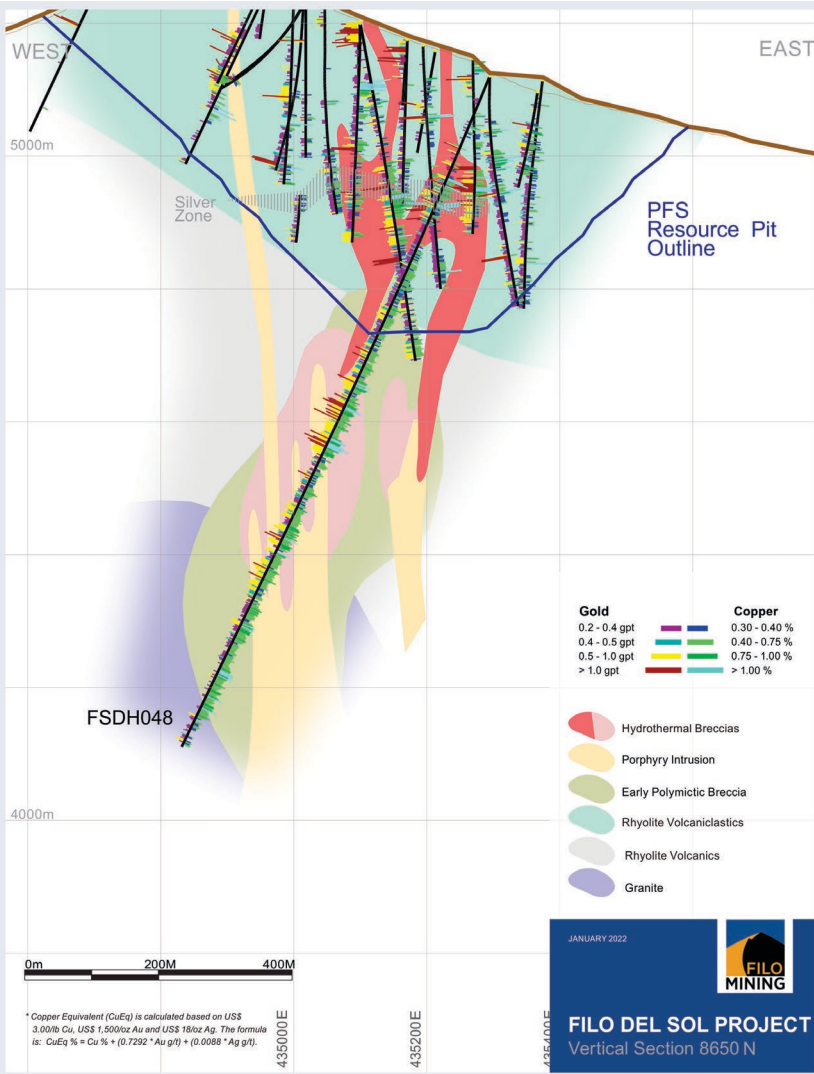 WEST
EAST
5000m
Silver
Zone
PFS
Resource Pit
Outline
FSDH048
4000m
Gold Copper
0.2 - 0.4 gpt 0.30 - 0.40 %
0.4 - 0.5 gpt 0.40 - 0.75 %
0.5 - 1.0 gpt 0.75 - 1.00 %
> 1.0 gpt > 1.00 %
Hydrothermal Breccias
Porphyry Intrusion
Early Polymictic Breccia
Rhyolite Volcaniclastics
Rhyolite Volcanics
Granite
0m 200M 400M
* Copper Equivalent (CuEq) is calculated based on US$
3.00/lb Cu, US$ 1,500/oz Au and US$ 18/oz Ag. The formula
is: CuEq % = Cu % + (0.7292 * Au g/t) + (0.0088 * Ag g/t).
435000E
435200E
435400E
JANUARY 2022
FILO
MINING
FILO DEL SOL PROJECT
Vertical Section 8650 N